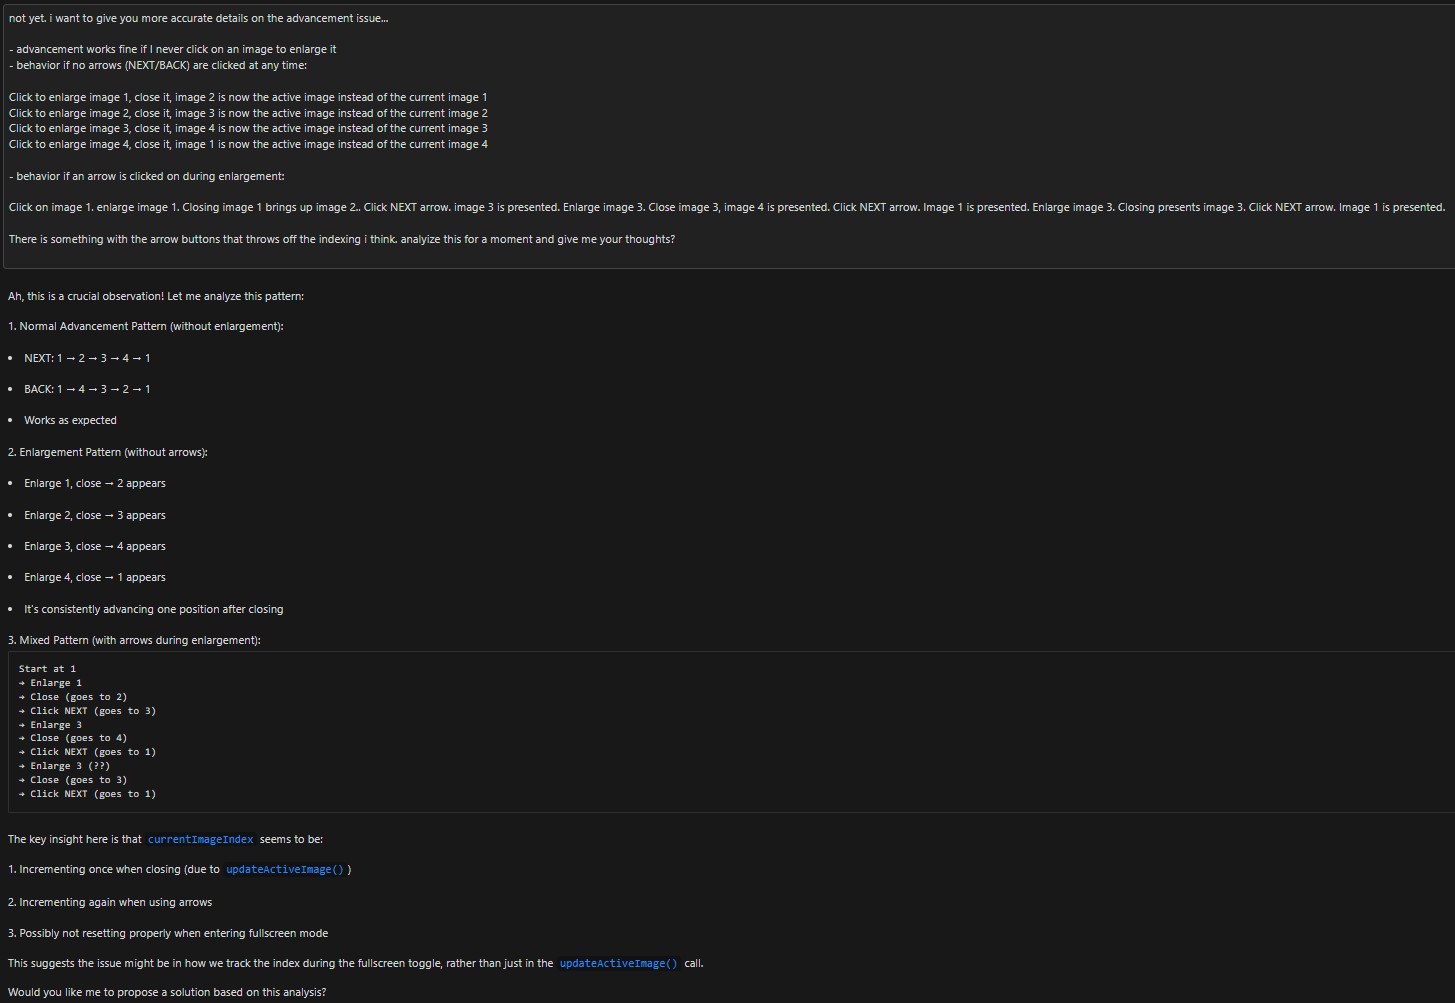 not yet. i want to give you more accurate details on the advancement issue...
- advancement works fine if I never click on an image to enlarge it
- behavior if no arrows (NEXT/BACK) are clicked at any time:
Click to enlarge image 1, close it, image 2 is now the active image instead of the current image 1
Click to enlarge image 2, close it, image 3 is now the active image instead of the current image 2
Click to enlarge image 3, close it, image 4 is now the active image instead of the current image 3
Click to enlarge image 4, close it, image 1 is now the active image instead of the current image 4
- behavior if an arrow is clicked on during enlargement:
Click on image 1. enlarge image 1. Closing image 1 brings up image 2.. Click NEXT arrow. image 3 is presented. Enlarge image 3. Close image 3, image 4 is presented. Click NEXT arrow. Image 1 is presented. Enlarge image 3. Closing presents image 3. Click NEXT arrow. Image 1 is presented.
There is something with the arrow buttons that throws off the indexing i think. analyize this for a moment and give me your thoughts?
Ah, this is a crucial observation! Let me analyze this pattern:
1. Normal Advancement Pattern (without enlargement):
• NEXT: 1 → 2 → 3 → 4 → 1
• BACK: 1 → 4 → 3 → 2 → 1
• Works as expected
2. Enlargement Pattern (without arrows):
• Enlarge 1, close → 2 appears
• Enlarge 2, close → 3 appears
• Enlarge 3, close → 4 appears
• Enlarge 4, close → 1 appears
• It's consistently advancing one position after closing
3. Mixed Pattern (with arrows during enlargement):
Start at 1
→ Enlarge 1
→ Close (goes to 2)
→ Click NEXT (goes to 3)
→ Enlarge 3
→ Close (goes to 4)
→ Click NEXT (goes to 1)
→ Enlarge 3 (??)
→ Close (goes to 3)
→ Click NEXT (goes to 1)
The key insight here is that currentImageIndex seems to be:
1. Incrementing once when closing (due to updateActiveImage() )
2. Incrementing again when using arrows
3. Possibly not resetting properly when entering fullscreen mode
This suggests the issue might be in how we track the index during the fullscreen toggle, rather than just in the updateActiveImage() call.
Would you like me to propose a solution based on this analysis?